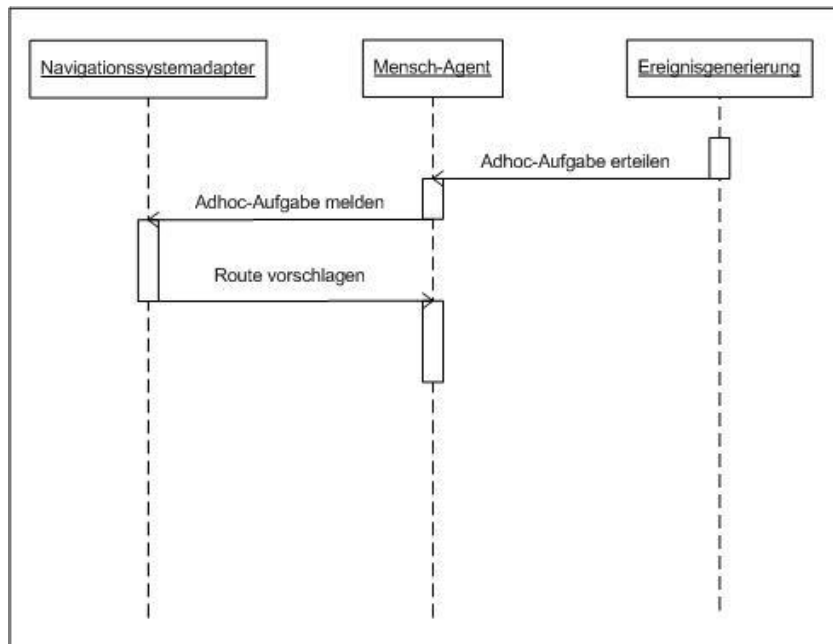 Navigationssystemadapter
Mensch-Agent
Ereignisgenerierung
Adhoc-Aufgabe erteilen
Adhoc-Aufgabe melden
Route vorschlagen